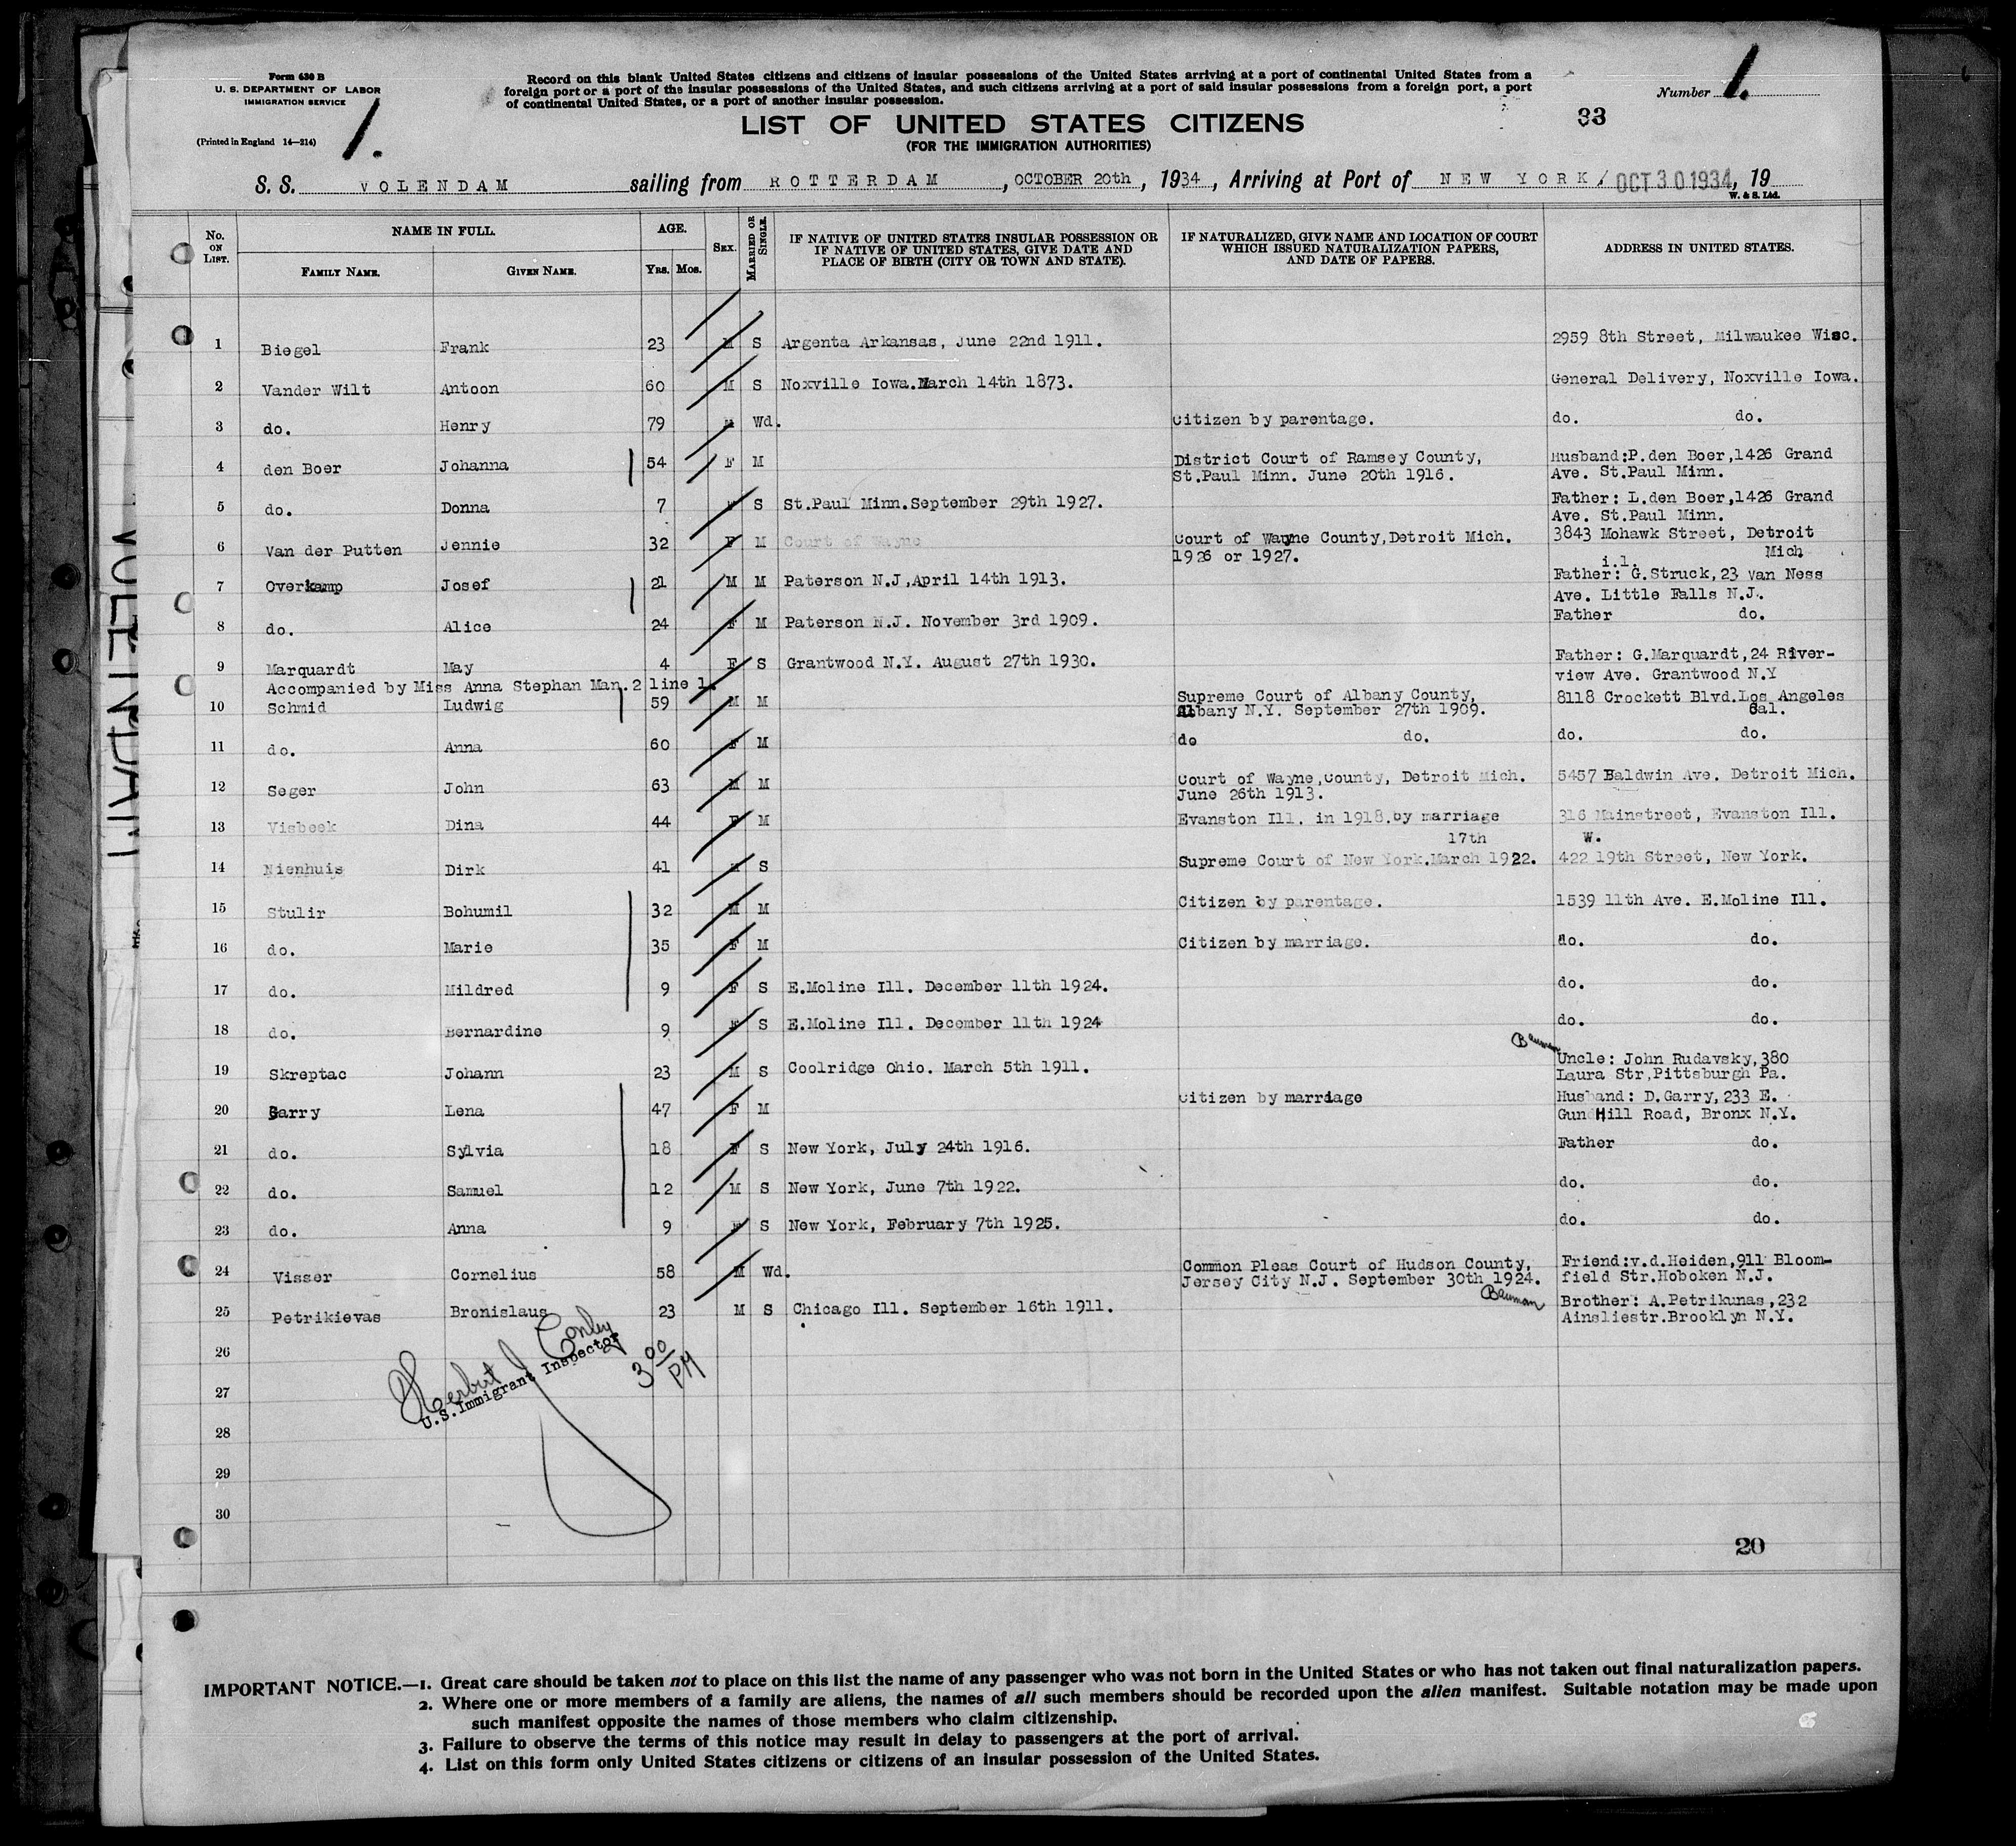 Form 630 B
U. S. DEPARTMENT OF LABOR
IMMIGRATION SERVICE
(Printed in England 14—214)
1.
Record on this blank United States citizens and citizens of insular possessions of the United States arriving at a port of continental United States from a
foreign port or a port of the insular possessions of the United States, and such citizens arriving at a port of said insular possessions from a foreign port, a port
of continental United States, or a port of another insular possession.
Number 1.
33
LIST OF UNITED STATES CITIZENS
(FOR THE IMMIGRATION AUTHORITIES)
S. S. VOLENDAM sailing from ROTTERDAM, OCTOBER 20th, 1934, Arriving at Port of NEW YORK, OCT 30 1934, 19
W. & S. Ltd.
No. ON LIST. NAME IN FULL. FAMILY NAME. GIVEN NAME. AGE. YRS. MOS. SEX. MARRIED OR SINGLE. IF NATIVE OF UNITED STATES INSULAR POSSESSION OR IF NATIVE OF UNITED STATES, GIVE DATE AND PLACE OF BIRTH (CITY OR TOWN AND STATE). IF NATURALIZED, GIVE NAME AND LOCATION OF COURT WHICH ISSUED NATURALIZATION PAPERS, AND DATE OF PAPERS. ADDRESS IN UNITED STATES.
1 Biegel Frank 23 M S Argenta Arkansas, June 22nd 1911. 2959 8th Street, Milwaukee Wisc.
2 Vander Wilt Antoon 60 M S Noxville Iowa.March 14th 1873. General Delivery, Noxville Iowa.
3 do. Henry 79 M Wd. Citizen by parentage. do. do.
4 den Boer Johanna 54 F M District Court of Ramsey County, Husband:P.den Boer,1426 Grand
St.Paul Minn. June 20th 1916. Ave. St.Paul Minn.
5 do. Donna 7 F S St.Paul Minn.September 29th 1927. Father: L.den Boer,1426 Grand
Ave. St.Paul Minn.
6 Van der Putten Jennie 32 F M Court of Wayne Court of Wayne County,Detroit Mich. 3843 Mohawk Street, Detroit
1926 or 1927. Mich
i.l.
7 Overkamp Josef 21 M M Paterson N.J,April 14th 1913. Father: G.Struck,23 Van Ness
Ave. Little Falls N.J.
8 do. Alice 24 F M Paterson N.J. November 3rd 1909. Father do.
9 Marquardt May 4 F S Grantwood N.Y. August 27th 1930. Father: G.Marquardt,24 River-
Accompanied by Miss Anna Stephan Man.2 line 1. view Ave. Grantwood N.Y
10 Schmid Ludwig 59 M M Supreme Court of Albany County, 8118 Crockett Blvd.Los Angeles
Albany N.Y. September 27th 1909. Cal.
11 do. Anna 60 F M do do. do. do.
12 Seger John 63 M M Court of Wayne,County, Detroit Mich. 5457 Baldwin Ave. Detroit Mich.
June 26th 1913.
13 Visbeek Dina 44 F M Evanston Ill. in 1918.by marriage 316 Mainstreet, Evanston Ill.
17th W.
14 Nienhuis Dirk 41 M S Supreme Court of New York.March 1922. 422 19th Street, New York.
15 Stulir Bohumil 32 M M Citizen by parentage. 1539 11th Ave. E.Moline Ill.
16 do. Marie 35 F M Citizen by marriage. do. do.
17 do. Mildred 9 F S E.Moline Ill. December 11th 1924. do. do.
18 do. Bernardine 9 F S E.Moline Ill. December 11th 1924 do. do.
Bauman
19 Skreptac Johann 23 M S Coolridge Ohio. March 5th 1911. Uncle: John Rudavsky,380
Laura Str,Pittsburgh Pa.
20 Garry Lena 47 F M Citizen by marriage Husband: D.Garry,233 E.
Gun Hill Road, Bronx N.Y.
21 do. Sylvia 18 F S New York, July 24th 1916. Father do.
22 do. Samuel 12 M S New York, June 7th 1922. do. do.
23 do. Anna 9 F S New York, February 7th 1925. do. do.
24 Visser Cornelius 58 M Wd. Common Pleas Court of Hudson County, Friend:v.d.Heiden,911 Bloom-
Jersey City N.J. September 30th 1924. field Str.Hoboken N.J.
Bauman
25 Petrikievas Bronislaus 23 M S Chicago Ill. September 16th 1911. Brother: A.Petrikunas,232
Ainsliestr.Brooklyn N.Y.
26
27
28
29
30
Herbert J Conley
U.S.Immigrant Inspector
3 00 PM
20
VOLENDAM
IMPORTANT NOTICE.—1. Great care should be taken not to place on this list the name of any passenger who was not born in the United States or who has not taken out final naturalization papers.
2. Where one or more members of a family are aliens, the names of all such members should be recorded upon the alien manifest. Suitable notation may be made upon
such manifest opposite the names of those members who claim citizenship.
3. Failure to observe the terms of this notice may result in delay to passengers at the port of arrival.
4. List on this form only United States citizens or citizens of an insular possession of the United States.